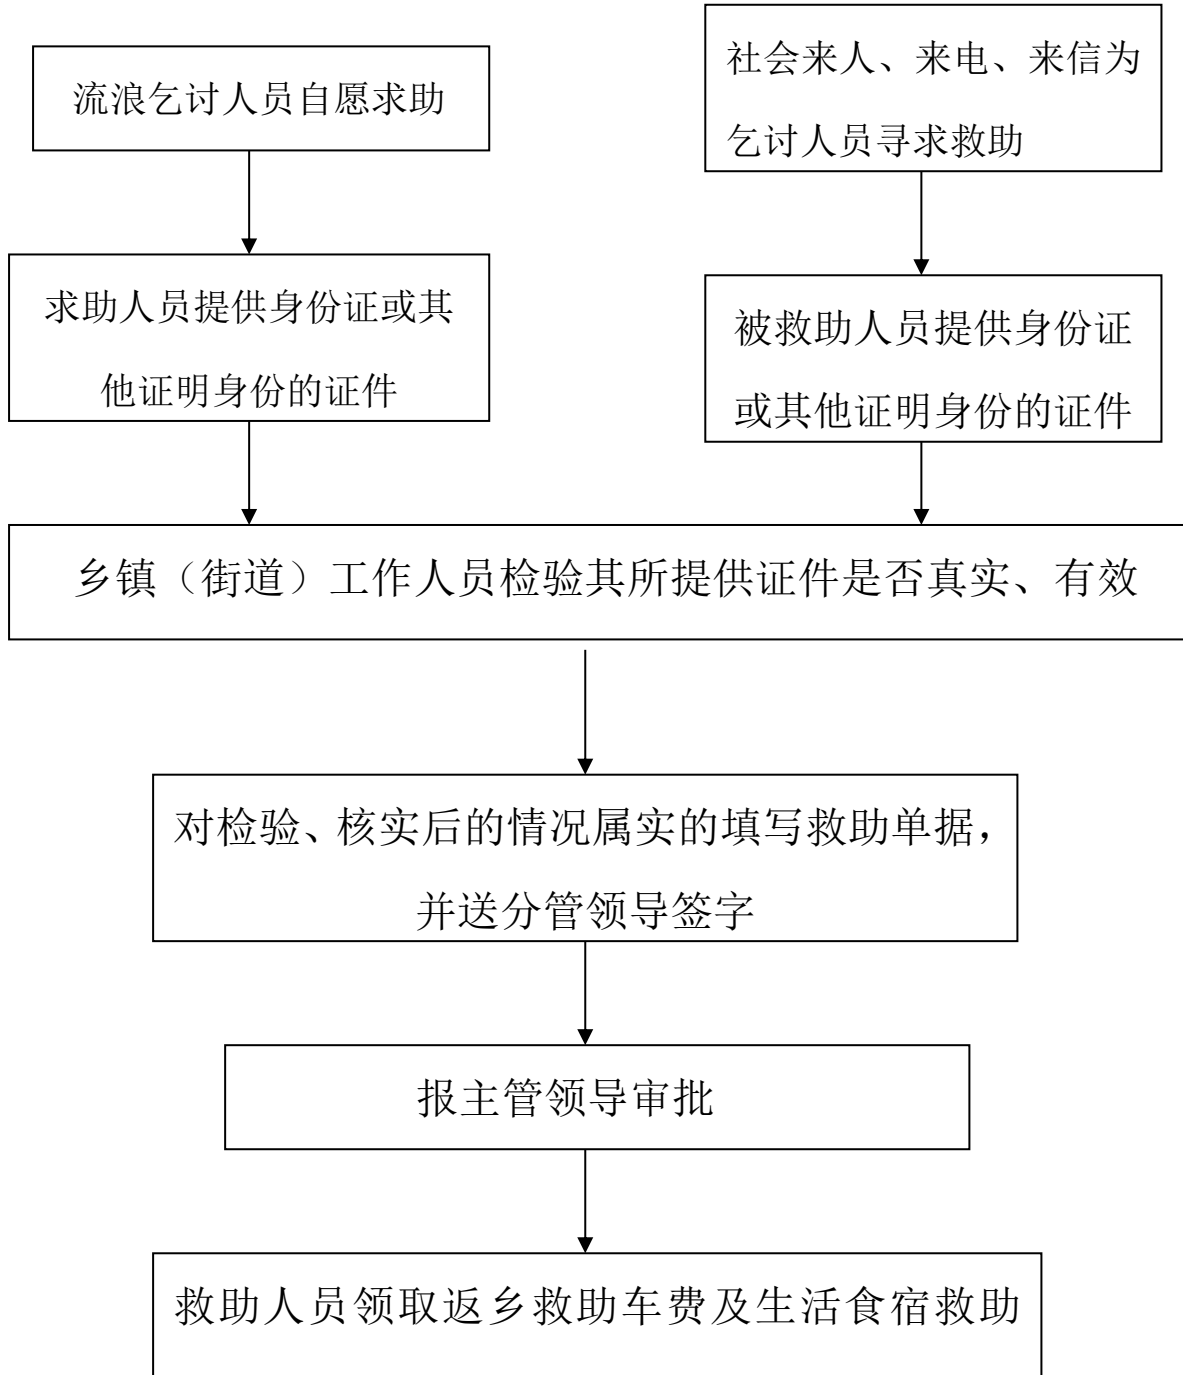 流浪乞讨人员自愿求助
社会来人、来电、来信为
乞讨人员寻求救助
求助人员提供身份证或其
他证明身份的证件
被救助人员提供身份证
或其他证明身份的证件
乡镇（街道）工作人员检验其所提供证件是否真实、有效
对检验、核实后的情况属实的填写救助单据，
并送分管领导签字
报主管领导审批
救助人员领取返乡救助车费及生活食宿救助